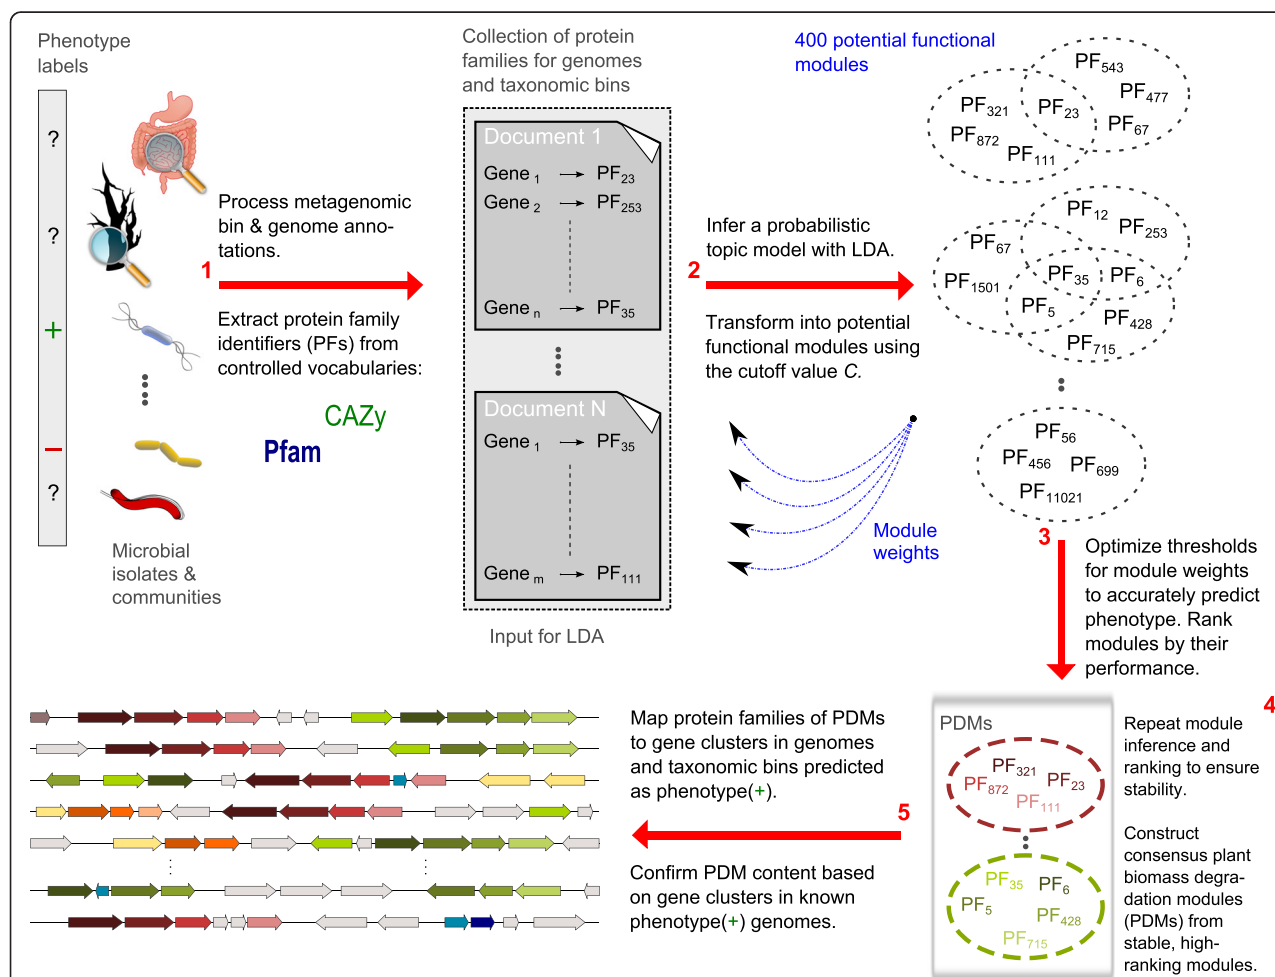 Phenotype
labels
?
?
+
–
?
Microbial
isolates &
communities
1
Process metagenomic
bin & genome anno-
tations.
Extract protein family
identifiers (PFs) from
controlled vocabularies:
CAZy
Pfam
Collection of protein
families for genomes
and taxonomic bins
Document 1
Gene 1 → PF23
Gene 2 → PF253
Gene n → PF35
Document N
Gene 1 → PF35
Gene m → PF111
Input for LDA
2
Infer a probabilistic
topic model with LDA.
Transform into potential
functional modules using
the cutoff value C.
Module
weights
400 potential functional
modules
PF543
PF477
PF67
PF23
PF321
PF872
PF111
PF12
PF253
PF67
PF35
PF6
PF1501
PF5
PF428
PF715
PF56
PF456
PF699
PF11021
3
Optimize thresholds
for module weights
to accurately predict
phenotype. Rank
modules by their
performance.
4
PDMs
PF321
PF23
PF872
PF111
PF35
PF6
PF5
PF428
PF715
Repeat module
inference and
ranking to ensure
stability.
Construct
consensus plant
biomass degra-
dation modules
(PDMs) from
stable, high-
ranking modules.
5
Map protein families of PDMs
to gene clusters in genomes
and taxonomic bins predicted
as phenotype(+).
Confirm PDM content based
on gene clusters in known
phenotype(+) genomes.